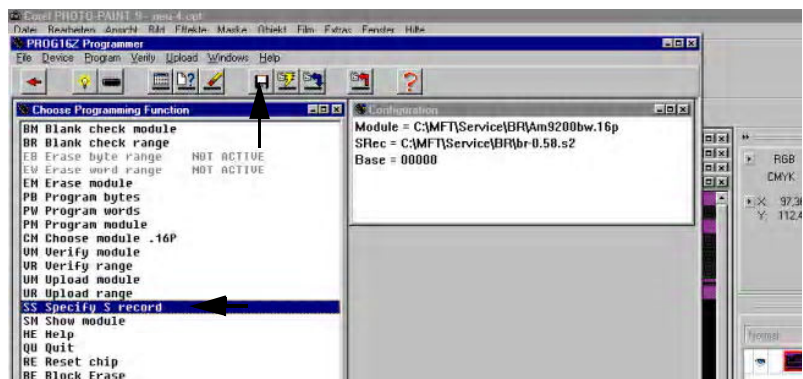 Corel PHOTO-PAINT 9 - neu-4.cpt
Datei Bearbeiten Ansicht Bild Effekte Maske Objekt Film Extras Fenster Hilfe
PROG16Z Programmer
File Device Program Verify Upload Windows Help
Choose Programming Function
BM Blank check module
BR Blank check range
EB Erase byte range NOT ACTIVE
EW Erase word range NOT ACTIVE
EM Erase module
PB Program bytes
PW Program words
PM Program module
CM Choose module .16P
VM Verify module
VR Verify range
UM Upload module
UR Upload range
SS Specify S record
SM Show module
HE Help
QU Quit
RE Reset chip
BE Block Erase
Configuration
Module = C:\MFT\Service\BR\Am9200bw.16p
SRec = C:\MFT\Service\BR\br-0.58.s2
Base = 00000
RGB
CMYK
X: 97,36
Y: 112,4
Normal